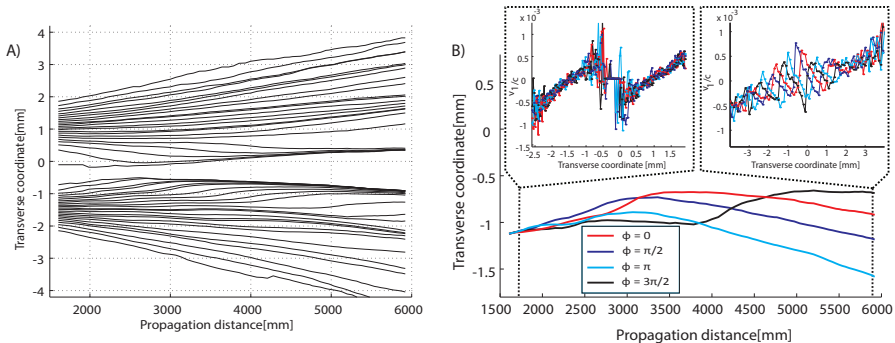 A)
Transverse coordinate[mm]
4
3
2
1
0
-1
-2
-3
-4
2000 3000 4000 5000 6000
Propagation distance[mm]
B)
Transverse coordinate[mm]
0.5
0
-0.5
-1.0
-1.5
1500 2000 2500 3000 3500 4000 4500 5000 5500 6000
Propagation distance[mm]
x 10⁻³
v₁/c
1
0.5
0
-0.5
-1
-1.5
-2.5 -2 -1.5 -1 -0.5 0 0.5 1 1.5
Transverse coordinate [mm]
x 10⁻³
1
0.5
0
-0.5
-1
-3 -2 -1 0 1 2 3
Transverse coordinate [mm]
ϕ = 0
ϕ = π/2
ϕ = π
ϕ = 3π/2